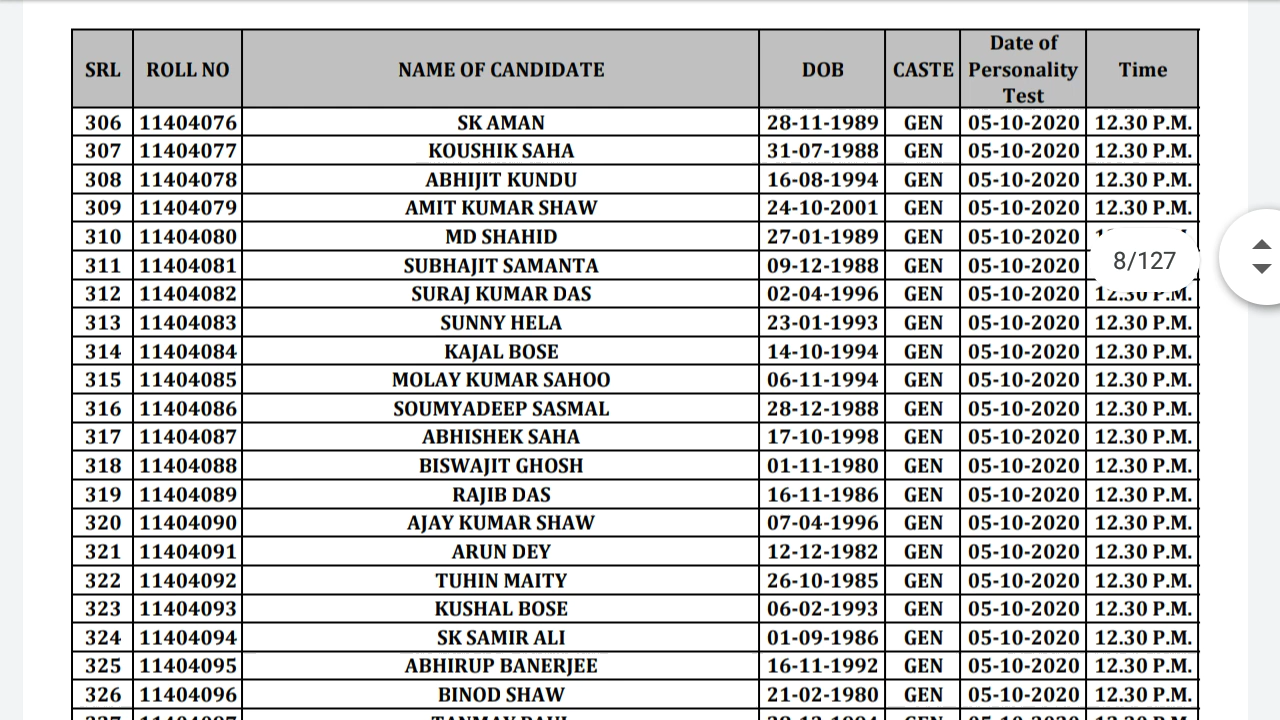 SRL ROLL NO NAME OF CANDIDATE DOB CASTE Date of Personality Test Time
306 11404076 SK AMAN 28-11-1989 GEN 05-10-2020 12.30 P.M.
307 11404077 KOUSHIK SAHA 31-07-1988 GEN 05-10-2020 12.30 P.M.
308 11404078 ABHIJIT KUNDU 16-08-1994 GEN 05-10-2020 12.30 P.M.
309 11404079 AMIT KUMAR SHAW 24-10-2001 GEN 05-10-2020 12.30 P.M.
310 11404080 MD SHAHID 27-01-1989 GEN 05-10-2020
311 11404081 SUBHAJIT SAMANTA 09-12-1988 GEN 05-10-2020
8/127
312 11404082 SURAJ KUMAR DAS 02-04-1996 GEN 05-10-2020 12.30 P.M.
313 11404083 SUNNY HELA 23-01-1993 GEN 05-10-2020 12.30 P.M.
314 11404084 KAJAL BOSE 14-10-1994 GEN 05-10-2020 12.30 P.M.
315 11404085 MOLAY KUMAR SAHOO 06-11-1994 GEN 05-10-2020 12.30 P.M.
316 11404086 SOUMYADEEP SASMAL 28-12-1988 GEN 05-10-2020 12.30 P.M.
317 11404087 ABHISHEK SAHA 17-10-1998 GEN 05-10-2020 12.30 P.M.
318 11404088 BISWAJIT GHOSH 01-11-1980 GEN 05-10-2020 12.30 P.M.
319 11404089 RAJIB DAS 16-11-1986 GEN 05-10-2020 12.30 P.M.
320 11404090 AJAY KUMAR SHAW 07-04-1996 GEN 05-10-2020 12.30 P.M.
321 11404091 ARUN DEY 12-12-1982 GEN 05-10-2020 12.30 P.M.
322 11404092 TUHIN MAITY 26-10-1985 GEN 05-10-2020 12.30 P.M.
323 11404093 KUSHAL BOSE 06-02-1993 GEN 05-10-2020 12.30 P.M.
324 11404094 SK SAMIR ALI 01-09-1986 GEN 05-10-2020 12.30 P.M.
325 11404095 ABHIRUP BANERJEE 16-11-1992 GEN 05-10-2020 12.30 P.M.
326 11404096 BINOD SHAW 21-02-1980 GEN 05-10-2020 12.30 P.M.